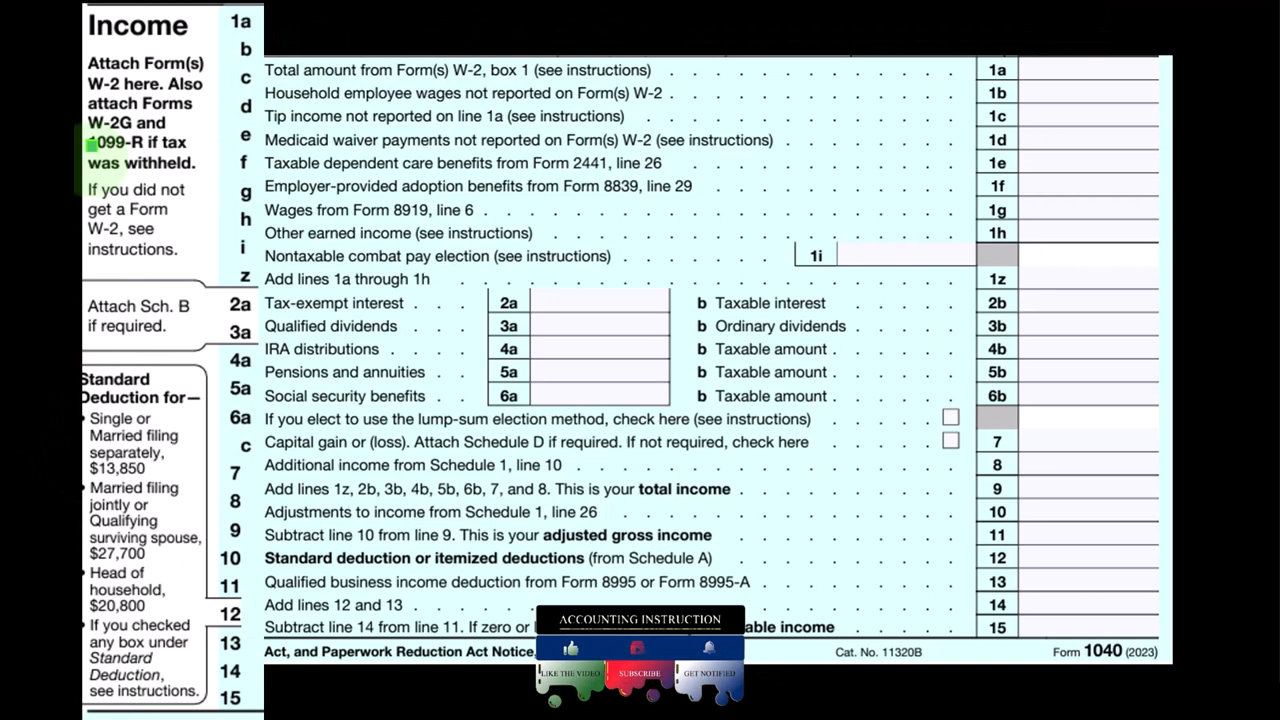 Income
Attach Form(s)
W-2 here. Also
attach Forms
W-2G and
1099-R if tax
was withheld.
If you did not
get a Form
W-2, see
instructions.
Attach Sch. B
if required.
Standard
Deduction for—
• Single or
Married filing
separately,
$13,850
• Married filing
jointly or
Qualifying
surviving spouse,
$27,700
• Head of
household,
$20,800
• If you checked
any box under
Standard
Deduction,
see instructions.
1a
b
c
d
e
f
g
h
i
z
2a
3a
4a
5a
6a
c
7
8
9
10
11
12
13
14
15
Total amount from Form(s) W-2, box 1 (see instructions) 1a
Household employee wages not reported on Form(s) W-2 1b
Tip income not reported on line 1a (see instructions) 1c
Medicaid waiver payments not reported on Form(s) W-2 (see instructions) 1d
Taxable dependent care benefits from Form 2441, line 26 1e
Employer-provided adoption benefits from Form 8839, line 29 1f
Wages from Form 8919, line 6 1g
Other earned income (see instructions) 1h
Nontaxable combat pay election (see instructions) 1i
Add lines 1a through 1h 1z
Tax-exempt interest 2a b Taxable interest 2b
Qualified dividends 3a b Ordinary dividends 3b
IRA distributions 4a b Taxable amount 4b
Pensions and annuities 5a b Taxable amount 5b
Social security benefits 6a b Taxable amount 6b
If you elect to use the lump-sum election method, check here (see instructions)
Capital gain or (loss). Attach Schedule D if required. If not required, check here 7
Additional income from Schedule 1, line 10 8
Add lines 1z, 2b, 3b, 4b, 5b, 6b, 7, and 8. This is your total income 9
Adjustments to income from Schedule 1, line 26 10
Subtract line 10 from line 9. This is your adjusted gross income 11
Standard deduction or itemized deductions (from Schedule A) 12
Qualified business income deduction from Form 8995 or Form 8995-A 13
Add lines 12 and 13 14
Subtract line 14 from line 11. If zero or able income 15
Act, and Paperwork Reduction Act Notice, Cat. No. 11320B Form 1040 (2023)
ACCOUNTING INSTRUCTION
LIKE THE VIDEO SUBSCRIBE GET NOTIFIED